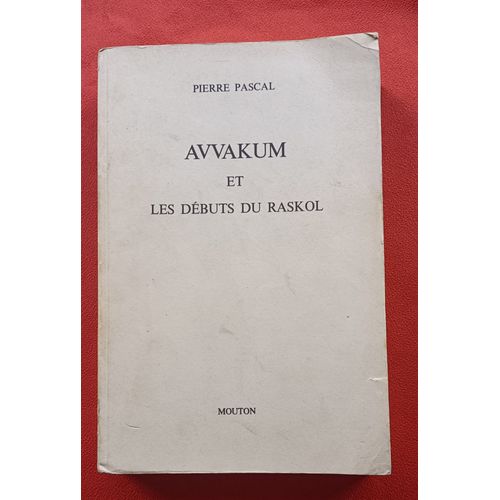 PIERRE PASCAL
AVVAKUM
ET
LES DÉBUTS DU RASKOL
MOUTON